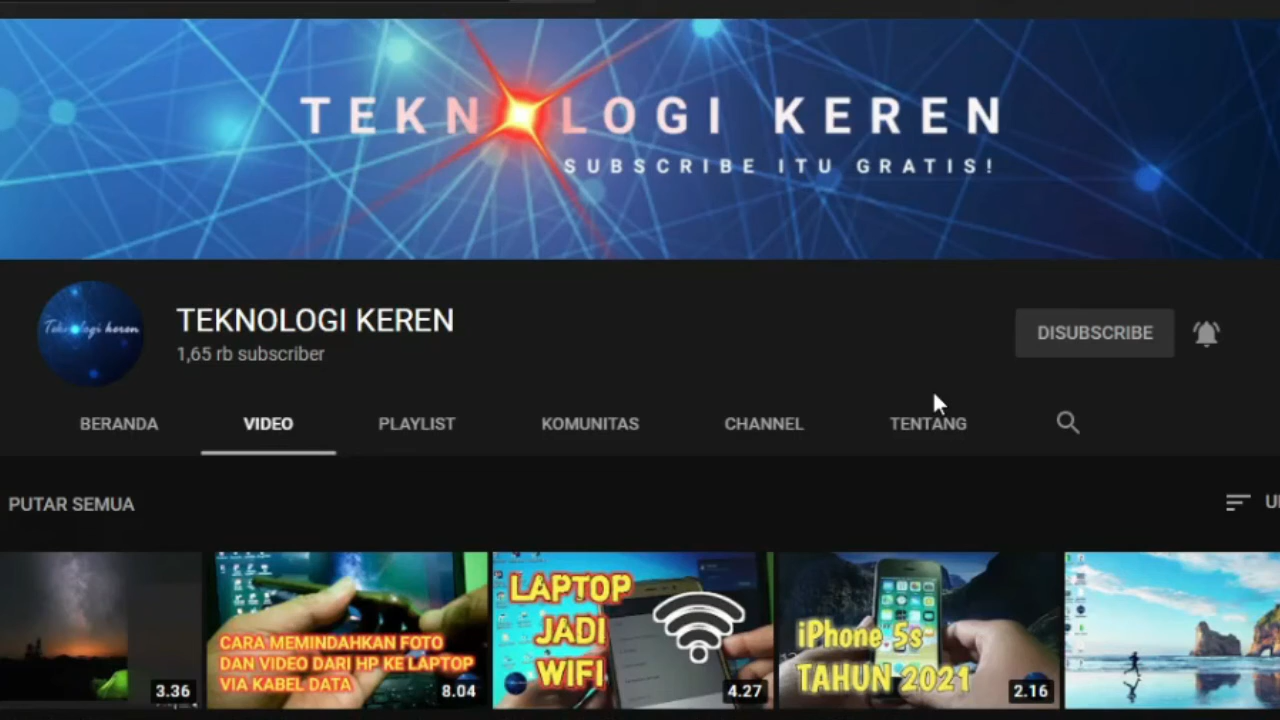 TEKNOLOGI KEREN
SUBSCRIBE ITU GRATIS!
Teknologi keren
TEKNOLOGI KEREN
1,65 rb subscriber
DISUBSCRIBE
BERANDA
VIDEO
PLAYLIST
KOMUNITAS
CHANNEL
TENTANG
PUTAR SEMUA
3.36
CARA MEMINDAHKAN FOTO
DAN VIDEO DARI HP KE LAPTOP
VIA KABEL DATA
8.04
LAPTOP
JADI
WIFI
4.27
iPhone 5s
TAHUN 2021
2.16